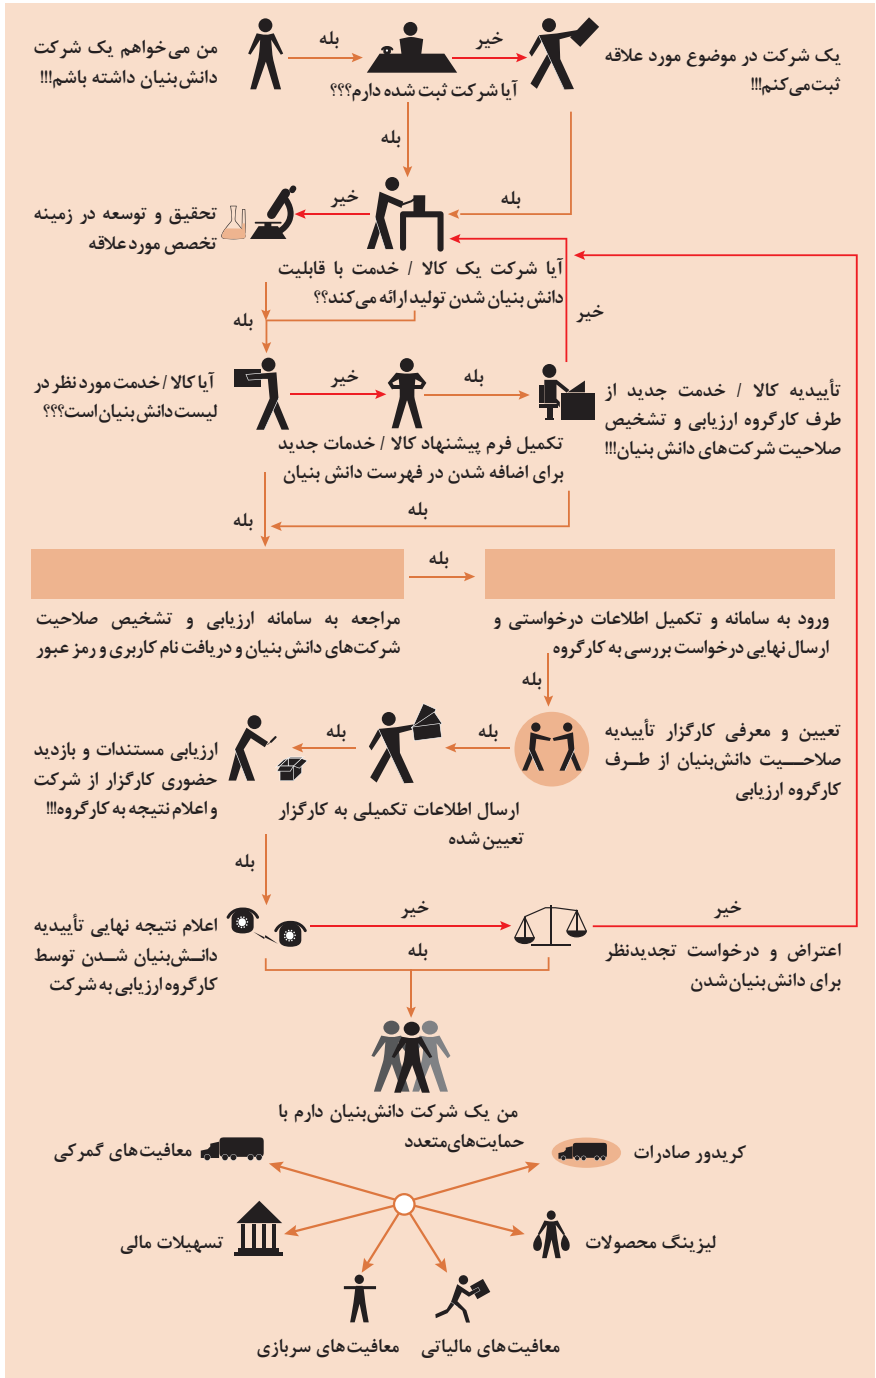 من می‌خواهم یک شرکت
دانش‌بنیان داشته باشم!!!
بله
آیا شرکت ثبت شده دارم؟؟؟
خیر
یک شرکت در موضوع مورد علاقه
ثبت‌می‌کنم!!!
بله
بله
خیر
تحقیق و توسعه در زمینه
تخصص موردعلاقه
آیا شرکت یک کالا / خدمت با قابلیت
دانش‌بنیان شدن تولید ارائه می‌کند؟؟
خیر
بله
آیا کالا / خدمت مورد نظر در
لیست دانش‌بنیان است؟؟؟
خیر
بله
تکمیل فرم پیشنهاد کالا / خدمات جدید
برای اضافه شدن در فهرست دانش بنیان
تأییدیه کالا / خدمت جدید از
طرف کارگروه ارزیابی و تشخیص
صلاحیت شرکت‌های دانش بنیان!!!
بله
بله
بله
مراجعه به سامانه ارزیابی و تشخیص صلاحیت
شرکت‌های دانش بنیان و دریافت نام کاربری و رمز عبور
ورود به سامانه و تکمیل اطلاعات درخواستی و
ارسال نهایی درخواست بررسی به کارگروه
بله
تعیین و معرفی کارگزار تأییدیه
صلاحـــیت دانش‌بنیان از طــرف
کارگروه ارزیابی
بله
ارسال اطلاعات تکمیلی به کارگزار
تعیین شده
بله
ارزیابی مستندات و بازدید
حضوری کارگزار از شرکت
و اعلام نتیجه به کارگروه!!!
بله
اعلام نتیجه نهایی تأییدیه
دانــش‌بنیان شــدن توسط
کارگروه ارزیابی به شرکت
خیر
بله
خیر
اعتراض و درخواست تجدیدنظر
برای دانش‌بنیان‌شدن
من یک شرکت دانش‌بنیان دارم با
حمایت‌های‌متعدد
کریدور صادرات
معافیت‌های گمرکی
لیزینگ محصولات
تسهیلات مالی
معافیت‌های مالیاتی
معافیت‌های سربازی